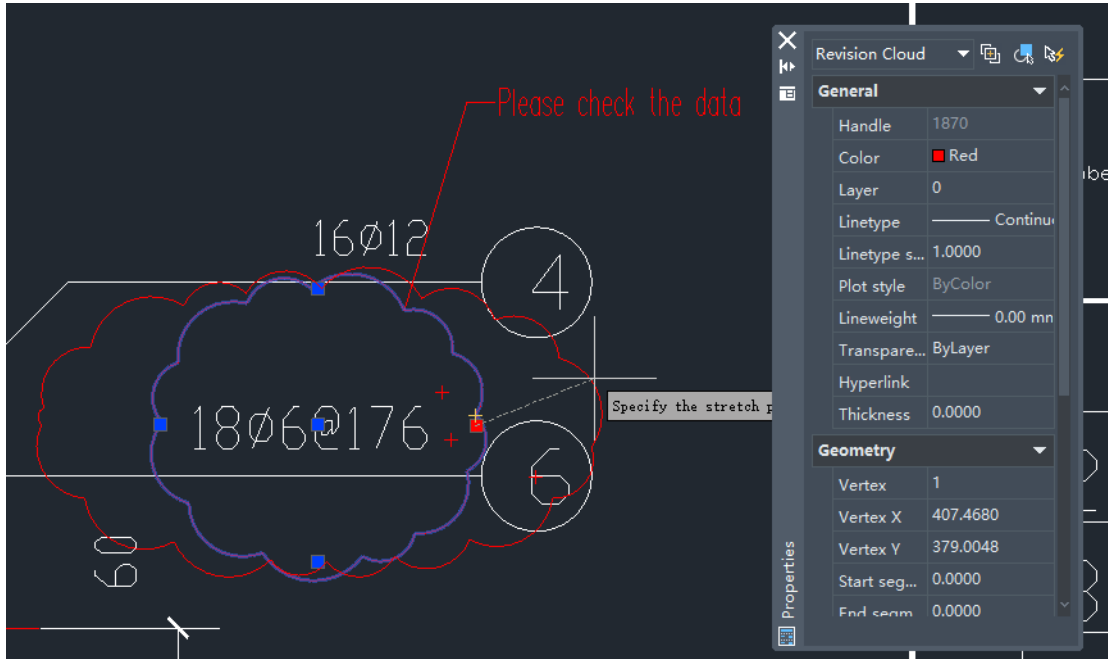 Please check the data
16ø12
4
18ø6@176
6
90
Specify the stretch p
Properties
Revision Cloud
General
Handle 1870
Color Red
Layer 0
Linetype Continu
Linetype s... 1.0000
Plot style ByColor
Lineweight 0.00 mm
Transpare... ByLayer
Hyperlink
Thickness 0.0000
Geometry
Vertex 1
Vertex X 407.4680
Vertex Y 379.0048
Start seg... 0.0000
End segm 0.0000